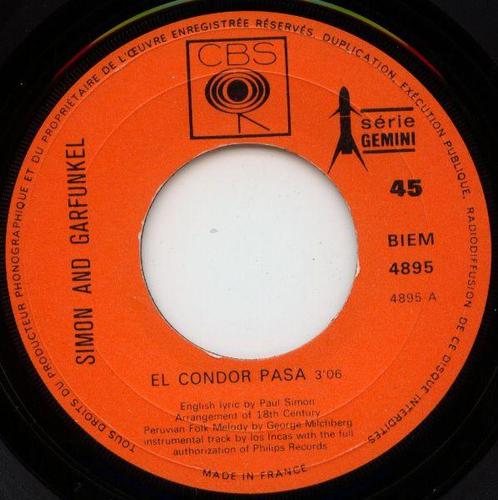 TOUS DROITS DU PRODUCTEUR PHONOGRAPHIQUE ET DU PROPRIÉTAIRE DE L'ŒUVRE ENREGISTRÉE RÉSERVÉS. DUPLICATION, EXÉCUTION PUBLIQUE, RADIODIFFUSION DE CE DISQUE INTERDITES
CBS
série
GEMINI
SIMON AND GARFUNKEL
45
BIEM
4895
4895 A
EL CONDOR PASA 3'06
English lyric by Paul Simon
Arrangement of 18th Century
Peruvian Folk Melody by George Milchberg
instrumental track by los Incas with the full
authorization of Philips Records
MADE IN FRANCE